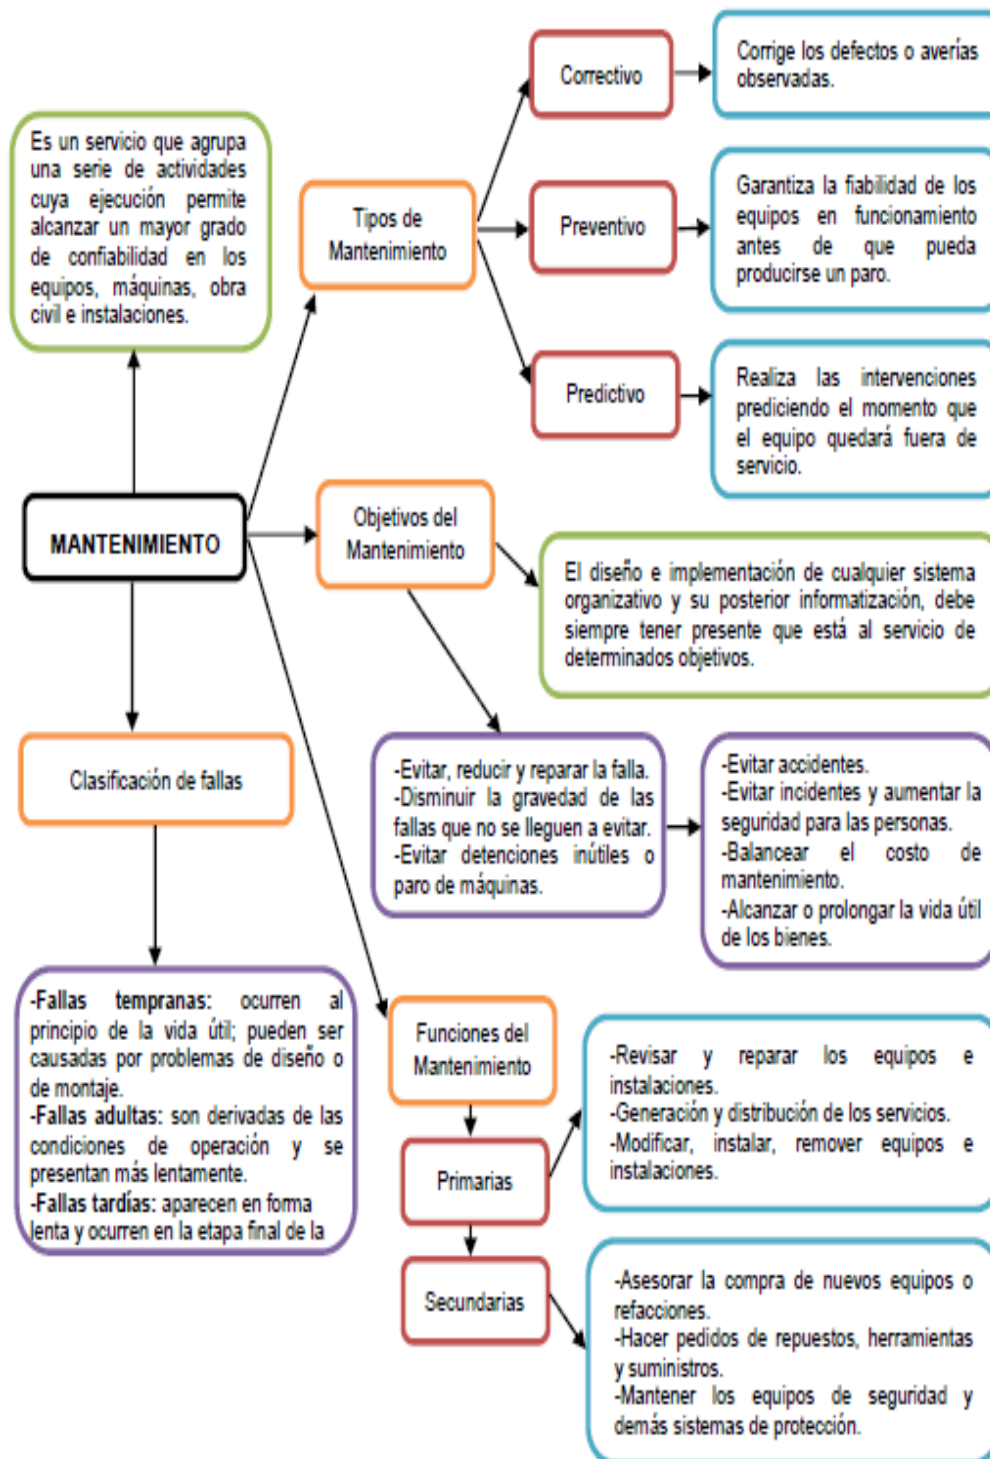 Es un servicio que agrupa
una serie de actividades
cuya ejecución permite
alcanzar un mayor grado
de confiabilidad en los
equipos, máquinas, obra
civil e instalaciones.
MANTENIMIENTO
Tipos de
Mantenimiento
Correctivo
Corrige los defectos o averías
observadas.
Preventivo
Garantiza la fiabilidad de los
equipos en funcionamiento
antes de que pueda
producirse un paro.
Predictivo
Realiza las intervenciones
prediciendo el momento que
el equipo quedará fuera de
servicio.
Objetivos del
Mantenimiento
El diseño e implementación de cualquier sistema
organizativo y su posterior informatización, debe
siempre tener presente que está al servicio de
determinados objetivos.
-Evitar, reducir y reparar la falla.
-Disminuir la gravedad de las
fallas que no se lleguen a evitar.
-Evitar detenciones inútiles o
paro de máquinas.
-Evitar accidentes.
-Evitar incidentes y aumentar la
seguridad para las personas.
-Balancear el costo de
mantenimiento.
-Alcanzar o prolongar la vida útil
de los bienes.
Clasificación de fallas
-Fallas tempranas: ocurren al
principio de la vida útil; pueden ser
causadas por problemas de diseño o
de montaje.
-Fallas adultas: son derivadas de las
condiciones de operación y se
presentan más lentamente.
-Fallas tardías: aparecen en forma
lenta y ocurren en la etapa final de la
Funciones del
Mantenimiento
Primarias
-Revisar y reparar los equipos e
instalaciones.
-Generación y distribución de los servicios.
-Modificar, instalar, remover equipos e
instalaciones.
Secundarias
-Asesorar la compra de nuevos equipos o
refacciones.
-Hacer pedidos de repuestos, herramientas
y suministros.
-Mantener los equipos de seguridad y
demás sistemas de protección.